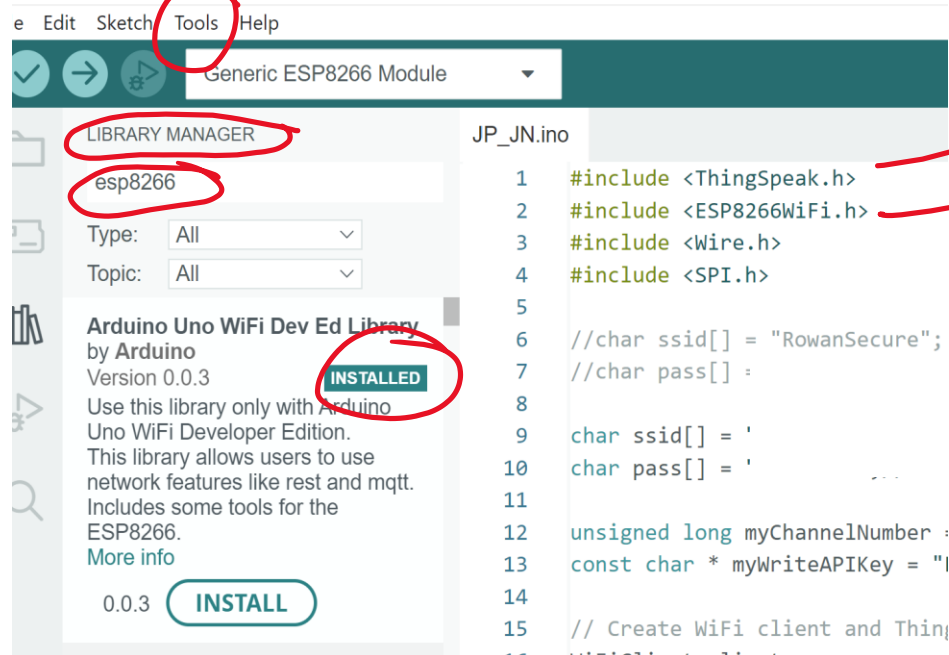 e Edit Sketch Tools Help
Generic ESP8266 Module
LIBRARY MANAGER
esp8266
Type: All
Topic: All
Arduino Uno WiFi Dev Ed Library
by Arduino
Version 0.0.3 INSTALLED
Use this library only with Arduino
Uno WiFi Developer Edition.
This library allows users to use
network features like rest and mqtt.
Includes some tools for the
ESP8266.
More info
0.0.3 INSTALL
JP_JN.ino
1 #include <ThingSpeak.h>
2 #include <ESP8266WiFi.h>
3 #include <Wire.h>
4 #include <SPI.h>
5
6 //char ssid[] = "RowanSecure";
7 //char pass[] =
8
9 char ssid[] = '
10 char pass[] = '
11
12 unsigned long myChannelNumber =
13 const char * myWriteAPIKey = "
14
15 // Create WiFi client and Thing